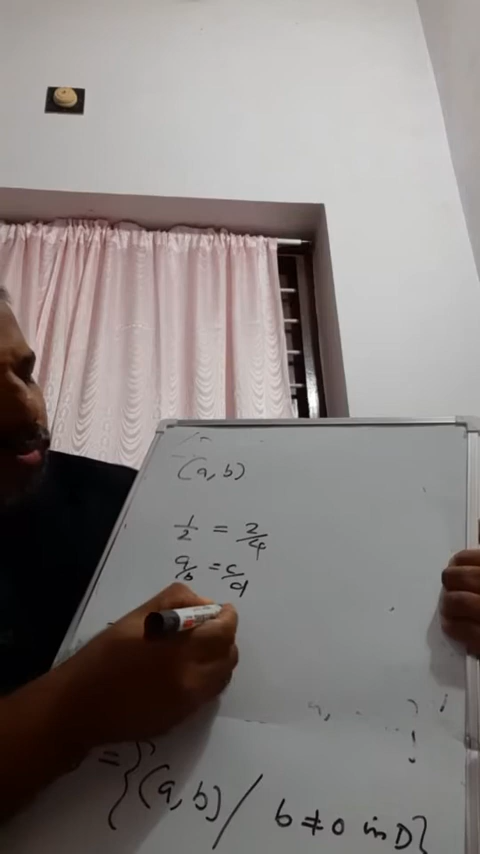 (a, b)
1/2 = 2/4
a/b = c/d
= {(a, b) / b ≠ 0 in D}